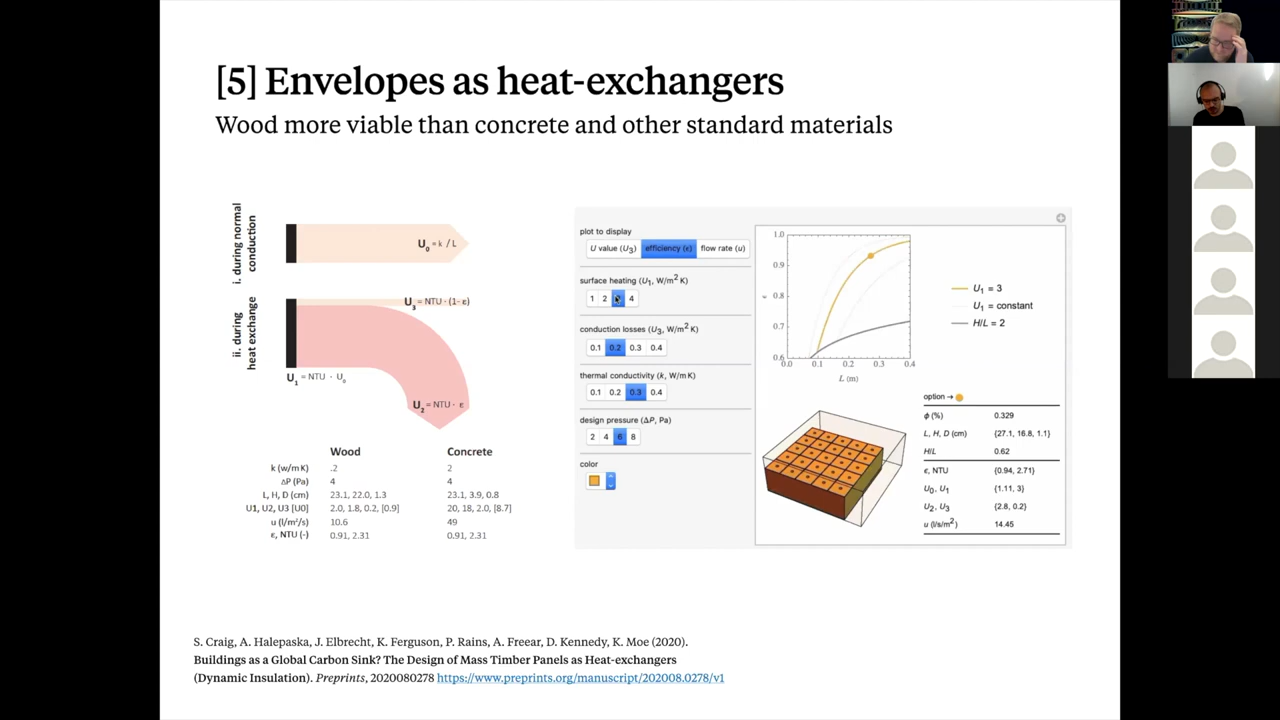 [5] Envelopes as heat-exchangers
Wood more viable than concrete and other standard materials
i. during normal
conduction
U0 = k / L
ii. during
heat exchange
U3 = NTU · (1- ε)
U1 = NTU · U0
U2 = NTU · ε
Wood Concrete
k (w/m K) .2 2
ΔP (Pa) 4 4
L, H, D (cm) 23.1, 22.0, 1.3 23.1, 3.9, 0.8
U1, U2, U3 [U0] 2.0, 1.8, 0.2, [0.9] 20, 18, 2.0, [8.7]
u (l/m²/s) 10.6 49
ε, NTU (-) 0.91, 2.31 0.91, 2.31
plot to display
U value (U3) efficiency (ε) flow rate (u)
surface heating (U1, W/m² K)
1 2 4
conduction losses (U3, W/m² K)
0.1 0.2 0.3 0.4
thermal conductivity (k, W/m K)
0.1 0.2 0.3 0.4
design pressure (ΔP, Pa)
2 4 6 8
color
1.0
0.9
0.8
0.7
0.6
ε
0.0 0.1 0.2 0.3 0.4
L (m)
U1 = 3
U1 = constant
H/L = 2
option →
ϕ (%) 0.329
L, H, D (cm) {27.1, 16.8, 1.1}
H/L 0.62
ε, NTU {0.94, 2.71}
U0, U1 {1.11, 3}
U2, U3 {2.8, 0.2}
u (l/s/m²) 14.45
S. Craig, A. Halepaska, J. Elbrecht, K. Ferguson, P. Rains, A. Freear, D. Kennedy, K. Moe (2020).
Buildings as a Global Carbon Sink? The Design of Mass Timber Panels as Heat-exchangers
(Dynamic Insulation). Preprints, 2020080278 https://www.preprints.org/manuscript/202008.0278/v1